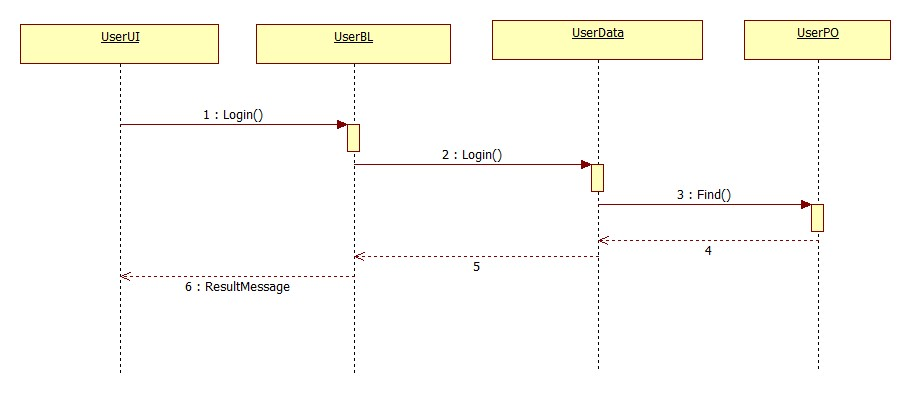 UserUI
UserBL
UserData
UserPO
1 : Login()
2 : Login()
3 : Find()
4
5
6 : ResultMessage